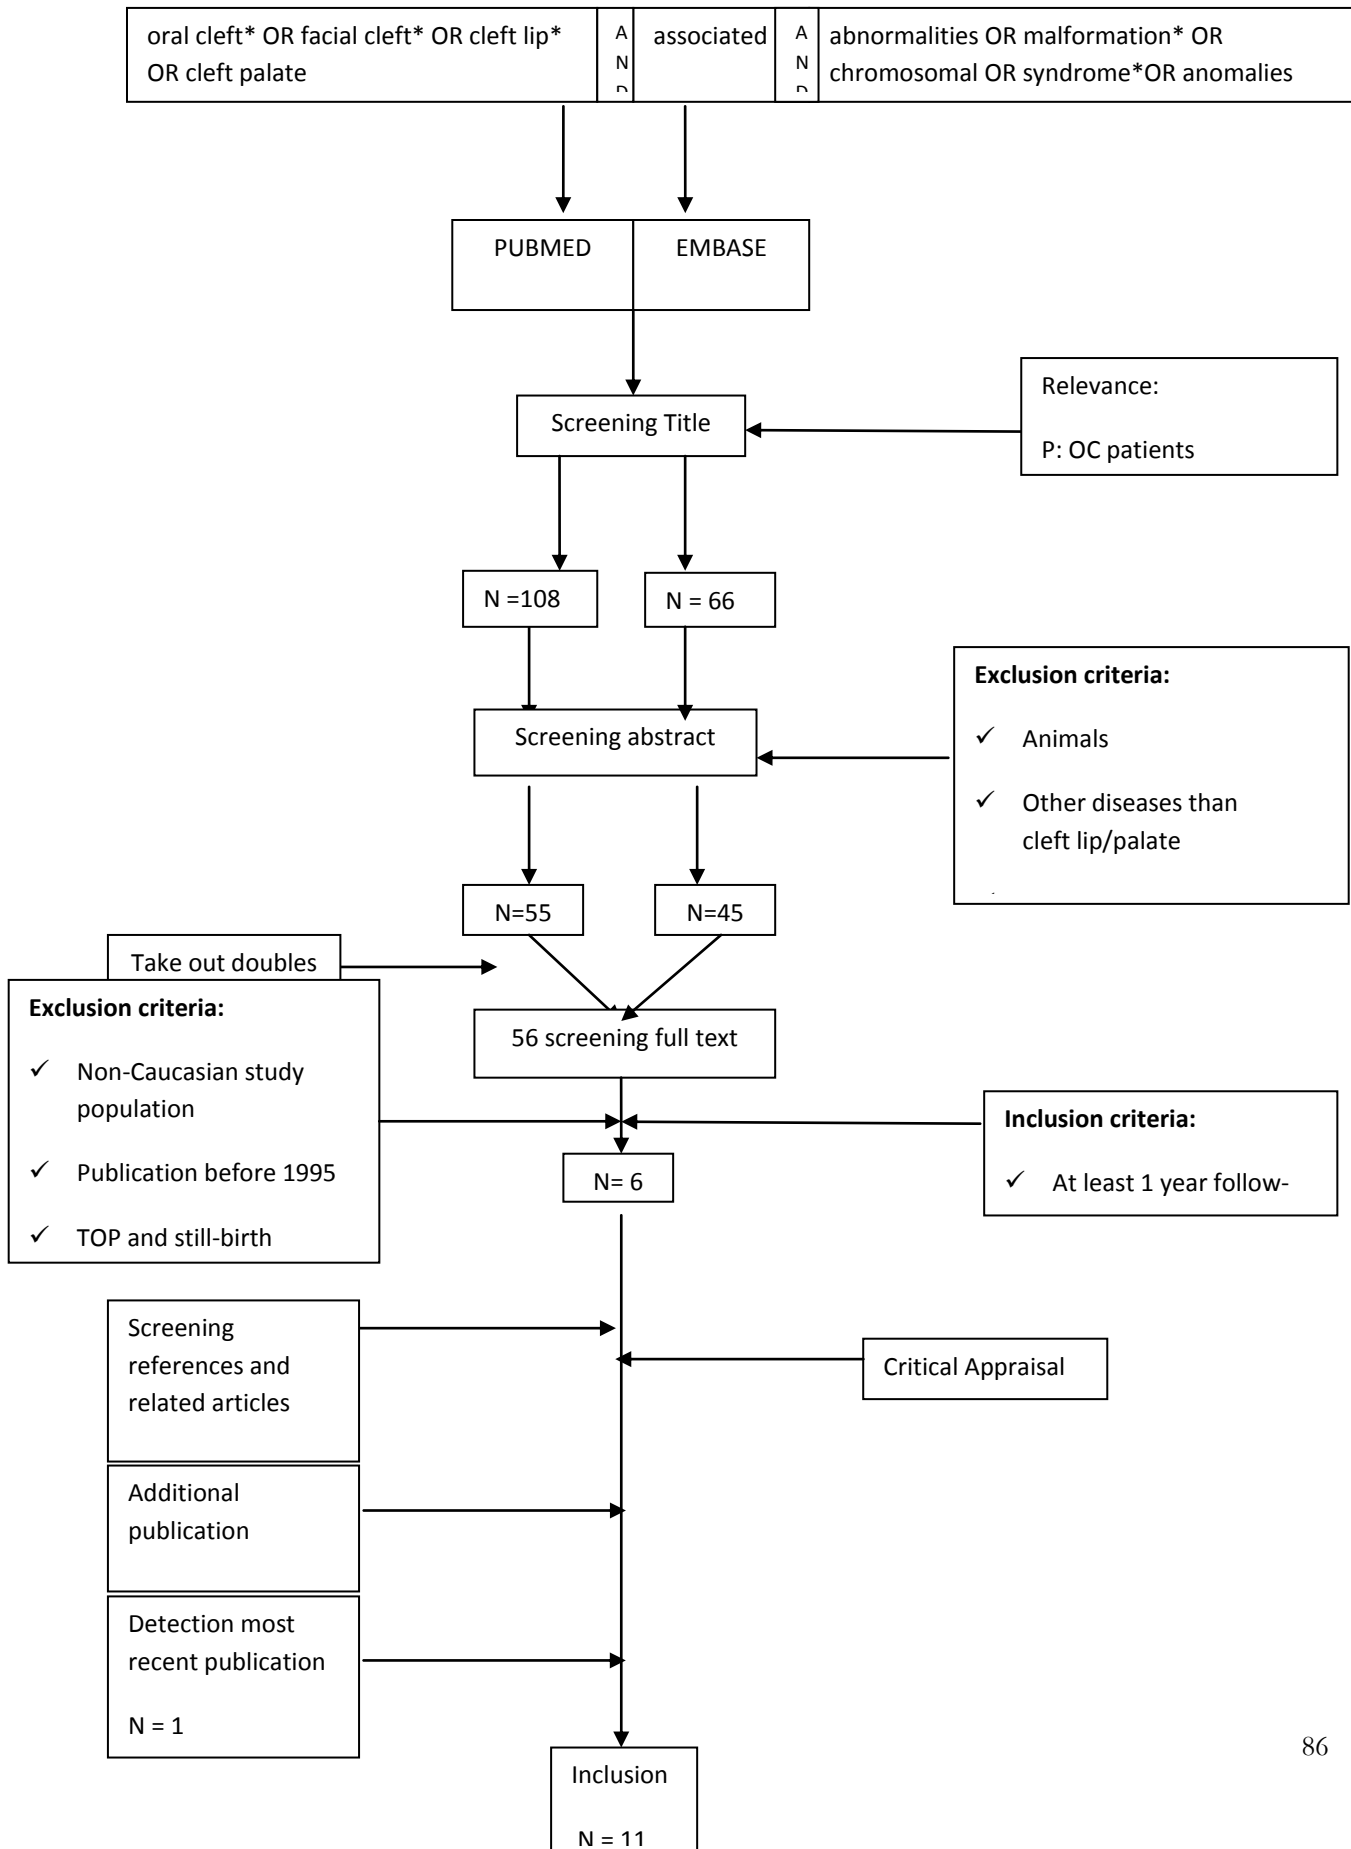 oral cleft* OR facial cleft* OR cleft lip*
OR cleft palate
AND
associated
AND
abnormalities OR malformation* OR
chromosomal OR syndrome*OR anomalies
PUBMED
EMBASE
Screening Title
Relevance:
P: OC patients
N =108
N = 66
Screening abstract
Exclusion criteria:
✓ Animals
✓ Other diseases than
cleft lip/palate
N=55
N=45
Take out doubles
56 screening full text
Exclusion criteria:
✓ Non-Caucasian study
population
✓ Publication before 1995
✓ TOP and still-birth
Inclusion criteria:
✓ At least 1 year follow-
N= 6
Screening
references and
related articles
Critical Appraisal
Additional
publication
Detection most
recent publication
N = 1
Inclusion
N = 11
86